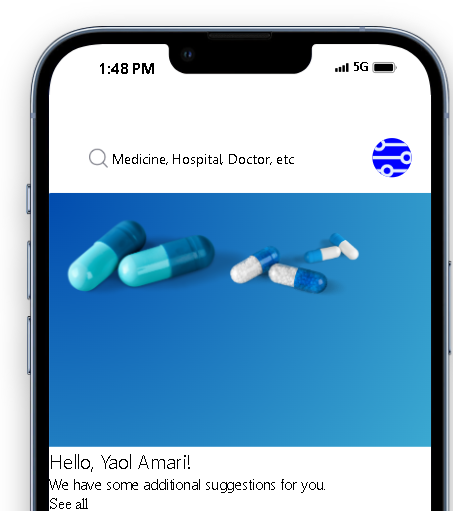 1:48 PM
5G
Medicine, Hospital, Doctor, etc
Hello, Yaol Amari!
We have some additional suggestions for you.
See all